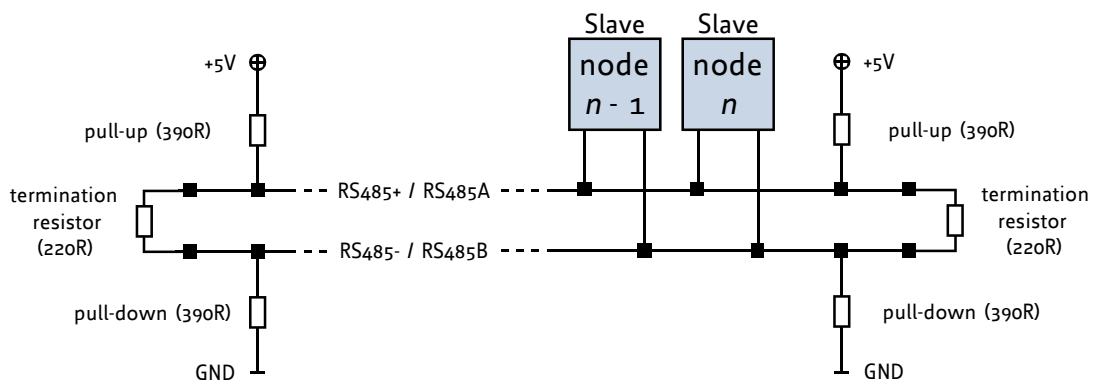 Slave
Slave
node
n - 1
node
n
+5V
+5V
pull-up (390R)
pull-up (390R)
termination
resistor
(220R)
RS485+ / RS485A
termination
resistor
(220R)
RS485- / RS485B
pull-down (390R)
pull-down (390R)
GND
GND